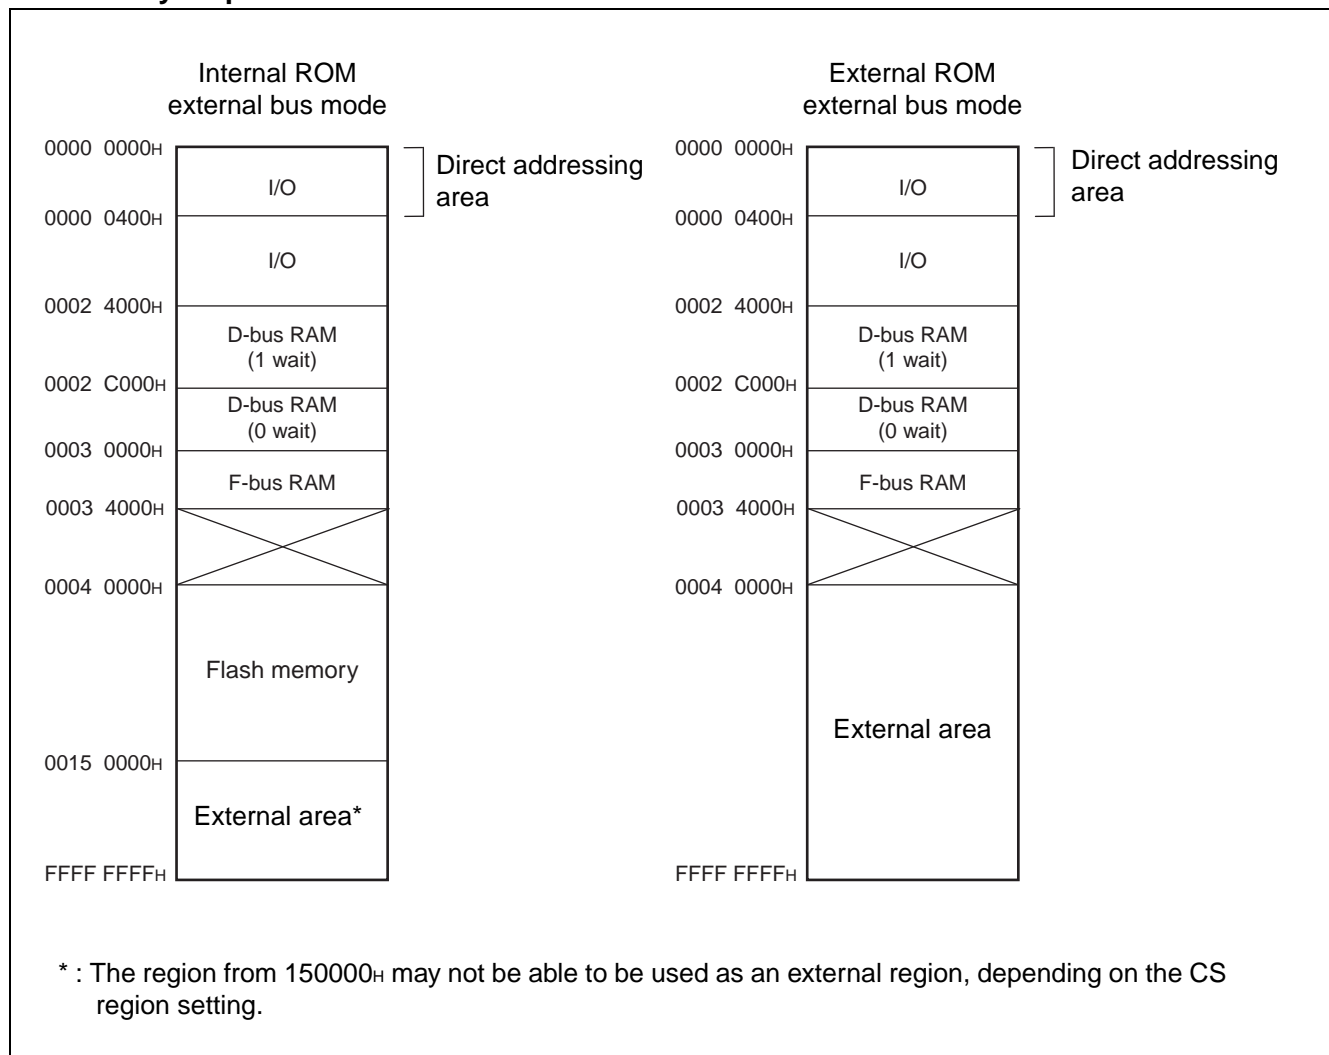 Internal ROM
external bus mode
0000 0000H
I/O
Direct addressing
area
0000 0400H
I/O
0002 4000H
D-bus RAM
(1 wait)
0002 C000H
D-bus RAM
(0 wait)
0003 0000H
F-bus RAM
0003 4000H
0004 0000H
Flash memory
0015 0000H
External area*
FFFF FFFFH
External ROM
external bus mode
0000 0000H
I/O
Direct addressing
area
0000 0400H
I/O
0002 4000H
D-bus RAM
(1 wait)
0002 C000H
D-bus RAM
(0 wait)
0003 0000H
F-bus RAM
0003 4000H
0004 0000H
External area
FFFF FFFFH
* : The region from 150000H may not be able to be used as an external region, depending on the CS
region setting.